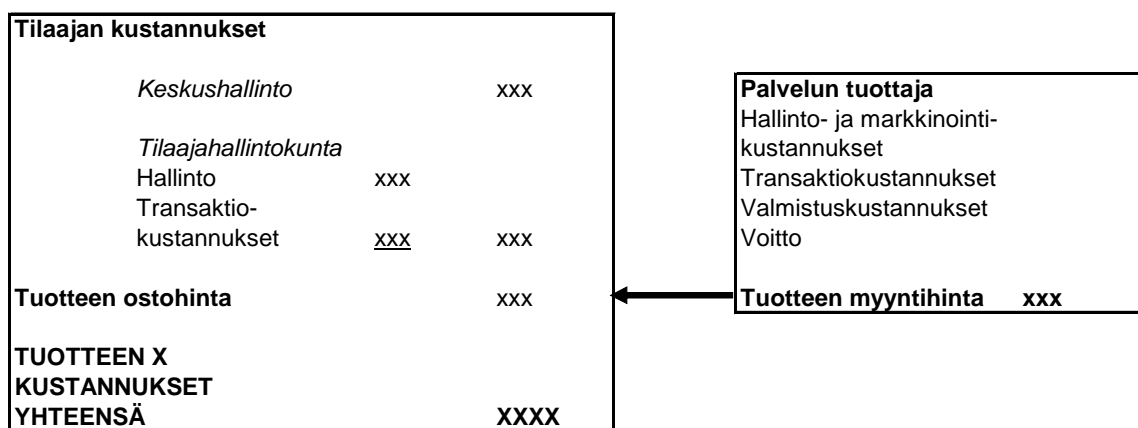 Tilaajan kustannukset
Keskushallinto xxx
Tilaajahallintokunta
Hallinto xxx
Transaktio-
kustannukset xxx xxx
Tuotteen ostohinta xxx
TUOTTEEN X
KUSTANNUKSET
YHTEENSÄ XXXX
Palvelun tuottaja
Hallinto- ja markkinointi-
kustannukset
Transaktiokustannukset
Valmistuskustannukset
Voitto
Tuotteen myyntihinta xxx